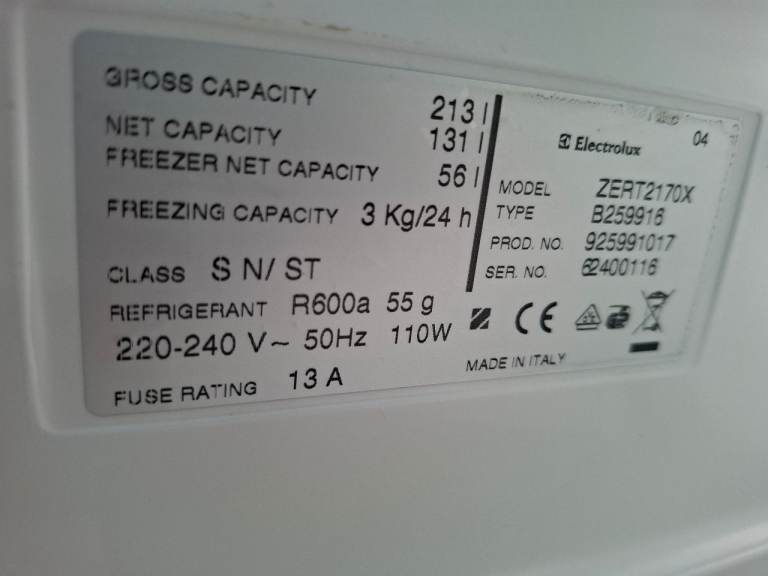 GROSS CAPACITY 213 l
NET CAPACITY 131 l
FREEZER NET CAPACITY 56 l
FREEZING CAPACITY 3 Kg/24 h
CLASS S N/ ST
REFRIGERANT R600a 55 g
220-240 V~ 50Hz 110W
FUSE RATING 13 A
04
Electrolux
MODEL ZERT2170X
TYPE B259916
PROD. NO. 925991017
SER. NO. 62400116
CE
MADE IN ITALY